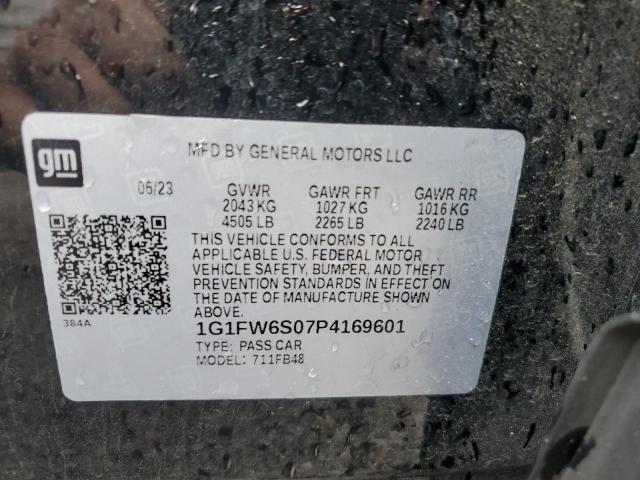 gm
MFD BY GENERAL MOTORS LLC
06/23 GVWR GAWR FRT GAWR RR
2043 KG 1027 KG 1016 KG
4505 LB 2265 LB 2240 LB
THIS VEHICLE CONFORMS TO ALL
APPLICABLE U.S. FEDERAL MOTOR
VEHICLE SAFETY, BUMPER, AND THEFT
PREVENTION STANDARDS IN EFFECT ON
THE DATE OF MANUFACTURE SHOWN
ABOVE.
384A
1G1FW6S07P4169601
TYPE: PASS CAR
MODEL: 711FB48